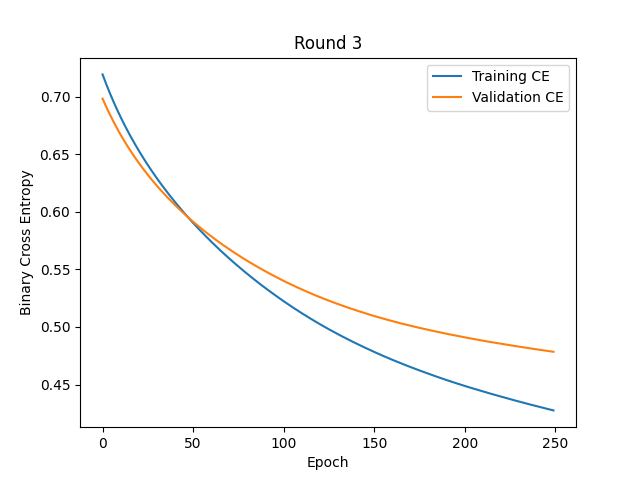 Round 3
Training CE
Validation CE
Binary Cross Entropy
0.70
0.65
0.60
0.55
0.50
0.45
0 50 100 150 200 250
Epoch